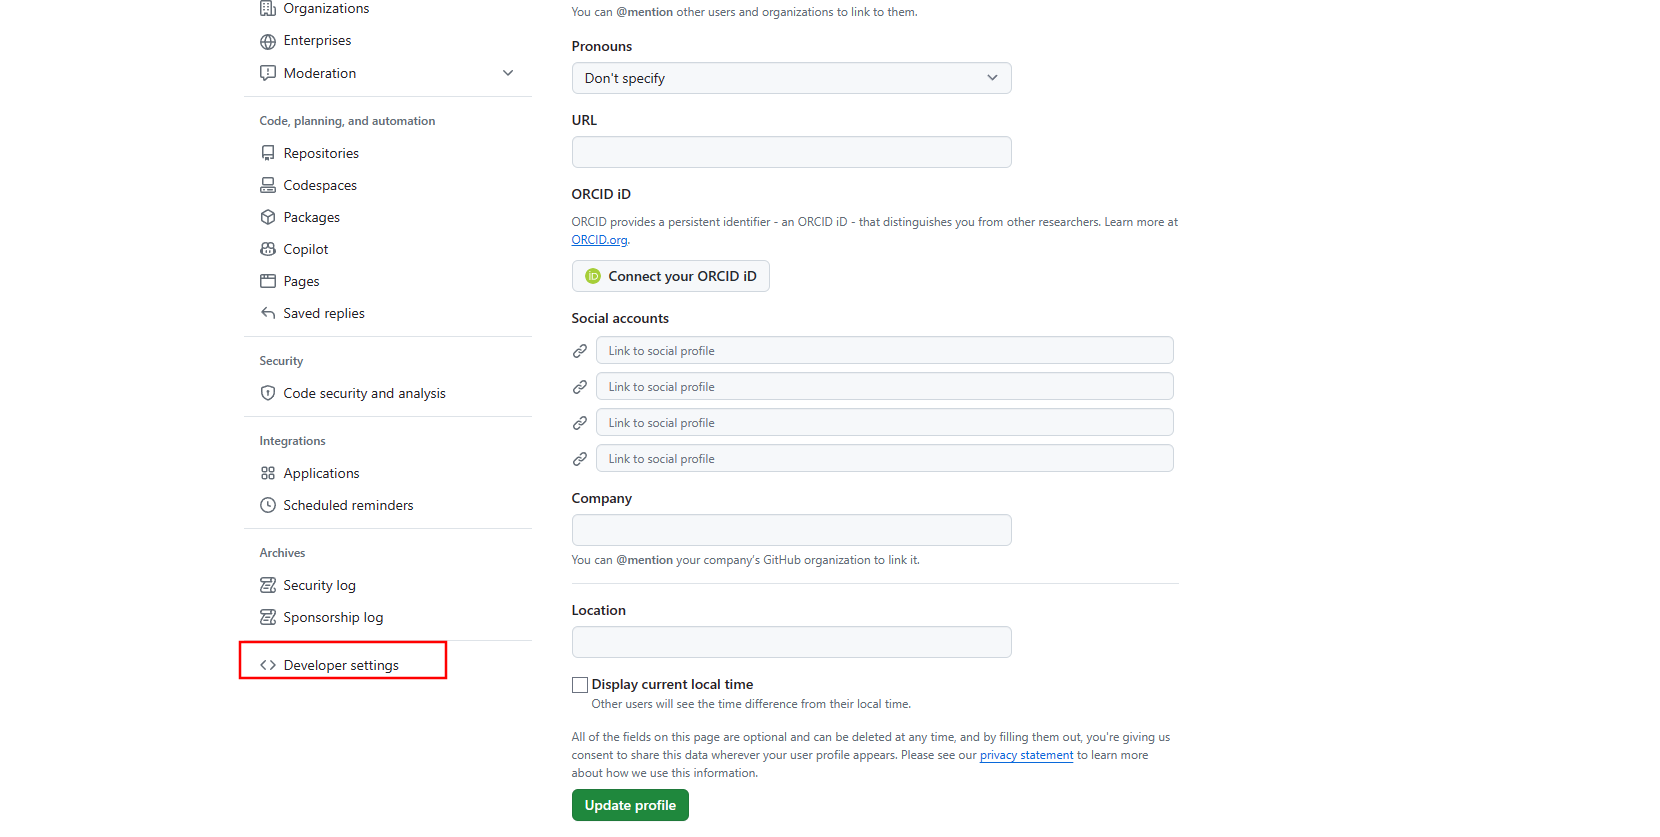 Organizations
Enterprises
Moderation
Code, planning, and automation
Repositories
Codespaces
Packages
Copilot
Pages
Saved replies
Security
Code security and analysis
Integrations
Applications
Scheduled reminders
Archives
Security log
Sponsorship log
Developer settings
You can @mention other users and organizations to link to them.
Pronouns
Don't specify
URL
ORCID iD
ORCID provides a persistent identifier - an ORCID iD - that distinguishes you from other researchers. Learn more at
ORCID.org.
iD Connect your ORCID iD
Social accounts
Link to social profile
Link to social profile
Link to social profile
Link to social profile
Company
You can @mention your company's GitHub organization to link it.
Location
Display current local time
Other users will see the time difference from their local time.
All of the fields on this page are optional and can be deleted at any time, and by filling them out, you're giving us
consent to share this data wherever your user profile appears. Please see our privacy statement to learn more
about how we use this information.
Update profile